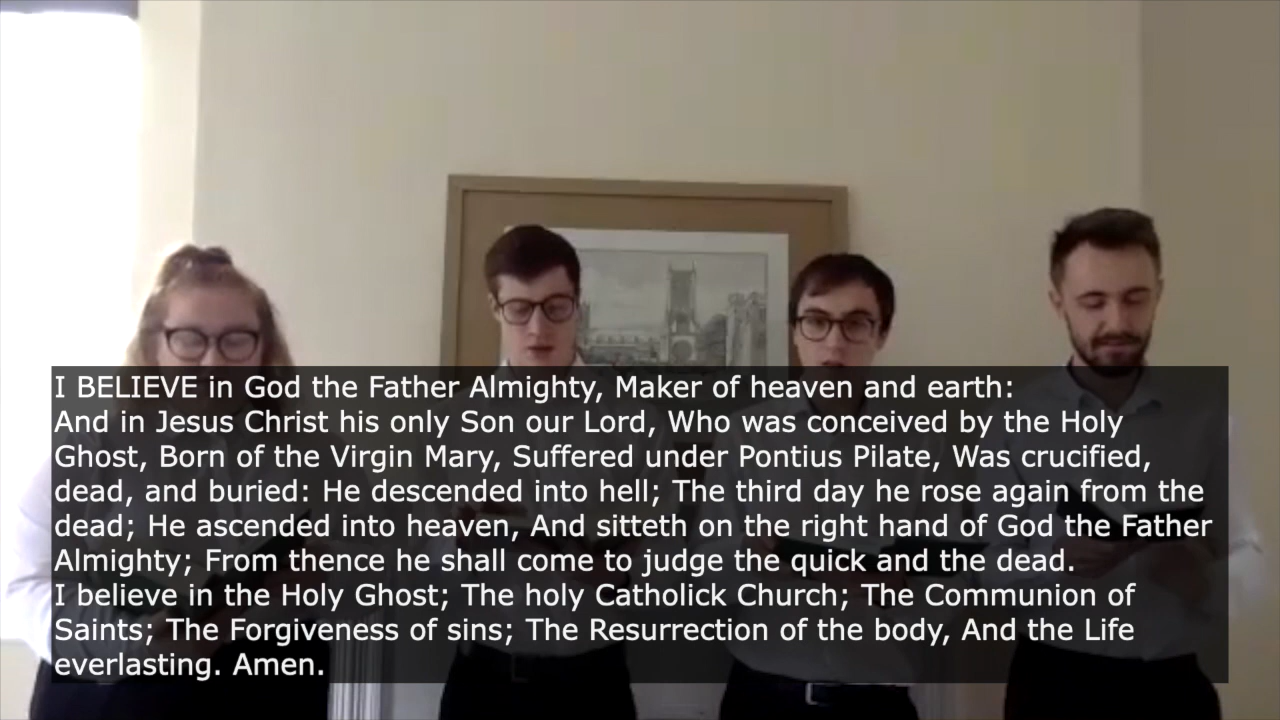 I BELIEVE in God the Father Almighty, Maker of heaven and earth:
And in Jesus Christ his only Son our Lord, Who was conceived by the Holy
Ghost, Born of the Virgin Mary, Suffered under Pontius Pilate, Was crucified,
dead, and buried: He descended into hell; The third day he rose again from the
dead; He ascended into heaven, And sitteth on the right hand of God the Father
Almighty; From thence he shall come to judge the quick and the dead.
I believe in the Holy Ghost; The holy Catholick Church; The Communion of
Saints; The Forgiveness of sins; The Resurrection of the body, And the Life
everlasting. Amen.